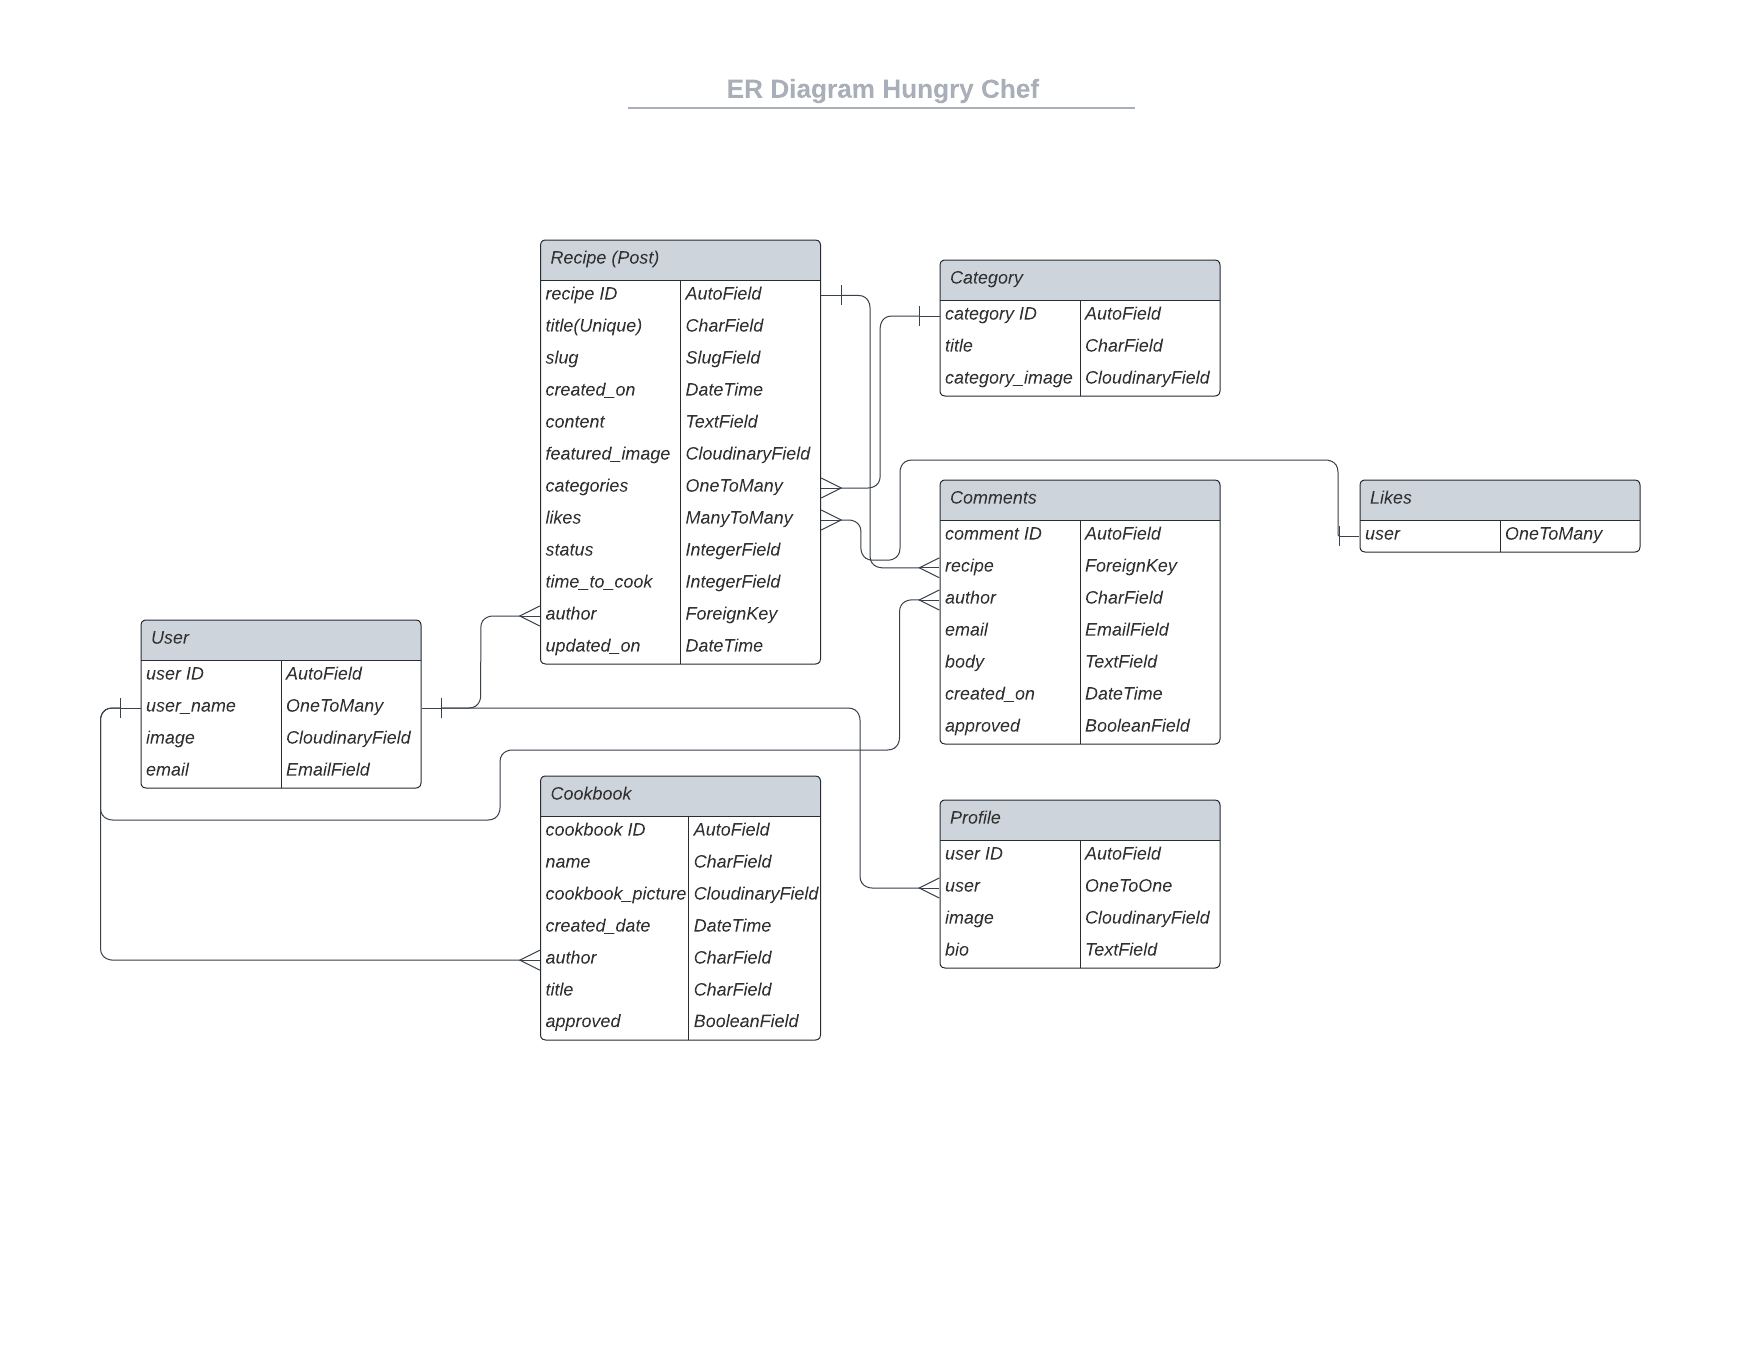 ER Diagram Hungry Chef
Recipe (Post)
recipe ID AutoField
title(Unique) CharField
slug SlugField
created_on DateTime
content TextField
featured_image CloudinaryField
categories OneToMany
likes ManyToMany
status IntegerField
time_to_cook IntegerField
author ForeignKey
updated_on DateTime
Category
category ID AutoField
title CharField
category_image CloudinaryField
Comments
comment ID AutoField
recipe ForeignKey
author CharField
email EmailField
body TextField
created_on DateTime
approved BooleanField
Likes
user OneToMany
User
user ID AutoField
user_name OneToMany
image CloudinaryField
email EmailField
Cookbook
cookbook ID AutoField
name CharField
cookbook_picture CloudinaryField
created_date DateTime
author CharField
title CharField
approved BooleanField
Profile
user ID AutoField
user OneToOne
image CloudinaryField
bio TextField